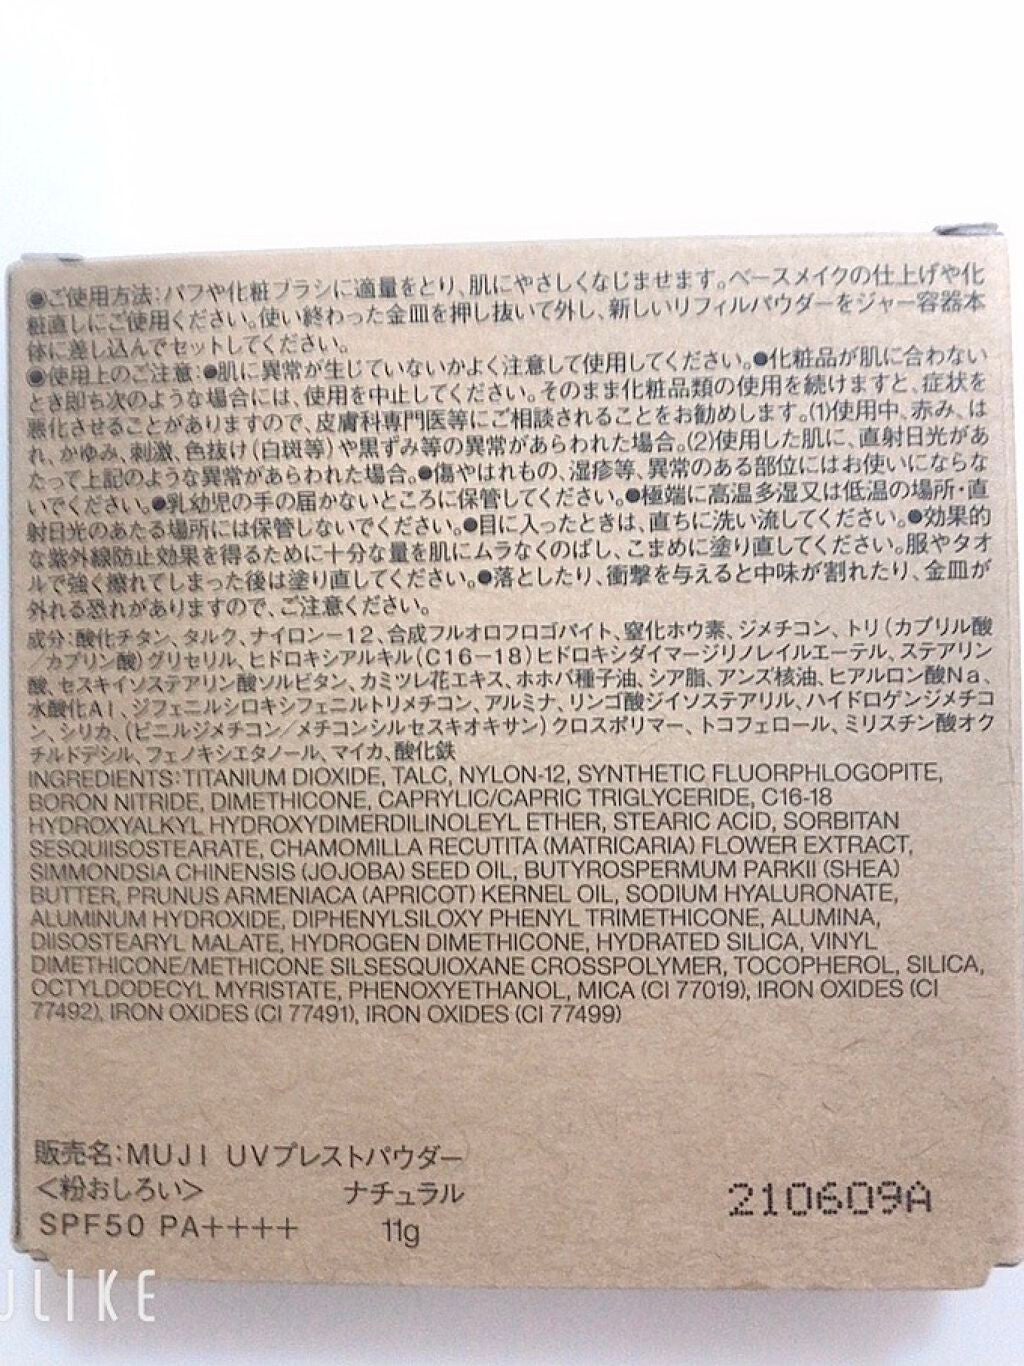 ●ご使用方法:パフや化粧ブラシに適量をとり、肌にやさしくなじませます。ベースメイクの仕上げや化
粧直しにご使用ください。使い終わった金皿を押し抜いて外し、新しいリフィルパウダーをジャー容器本
体に差し込んでセットしてください。
●使用上のご注意:●肌に異常が生じていないかよく注意して使用してください。●化粧品が肌に合わない
とき即ち次のような場合には、使用を中止してください。そのまま化粧品類の使用を続けますと、症状を
悪化させることがありますので、皮膚科専門医等にご相談されることをお勧めします。(1)使用中、赤み、は
れ、かゆみ、刺激、色抜け(白斑等)や黒ずみ等の異常があらわれた場合。(2)使用した肌に、直射日光があ
たって上記のような異常があらわれた場合。●傷やはれもの、湿疹等、異常のある部位にはお使いにならな
いでください。●乳幼児の手の届かないところに保管してください。●極端に高温多湿又は低温の場所・直
射日光のあたる場所には保管しないでください。●目に入ったときは、直ちに洗い流してください。●効果的
な紫外線防止効果を得るために十分な量を肌にムラなくのばし、こまめに塗り直してください。服やタオ
ルで強く擦れてしまった後は塗り直してください。●落としたり、衝撃を与えると中味が割れたり、金皿が
外れる恐れがありますので、ご注意ください。
成分:酸化チタン、タルク、ナイロン-12、合成フルオロフロゴパイト、窒化ホウ素、ジメチコン、トリ(カプリル酸
/カプリン酸)グリセリル、ヒドロキシアルキル(C16-18)ヒドロキシダイマージリノレイルエーテル、ステアリン
酸、セスキイソステアリン酸ソルビタン、カミツレ花エキス、ホホバ種子油、シア脂、アンズ核油、ヒアルロン酸Na、
水酸化Al、ジフェニルシロキシフェニルトリメチコン、アルミナ、リンゴ酸ジイソステアリル、ハイドロゲンジメチコ
ン、シリカ、(ビニルジメチコン/メチコンシルセスキオキサン)クロスポリマー、トコフェロール、ミリスチン酸オク
チルドデシル、フェノキシエタノール、マイカ、酸化鉄
INGREDIENTS:TITANIUM DIOXIDE, TALC, NYLON-12, SYNTHETIC FLUORPHLOGOPITE,
BORON NITRIDE, DIMETHICONE, CAPRYLIC/CAPRIC TRIGLYCERIDE, C16-18
HYDROXYALKYL HYDROXYDIMERDILINOLEYL ETHER, STEARIC ACID, SORBITAN
SESQUIISOSTEARATE, CHAMOMILLA RECUTITA (MATRICARIA) FLOWER EXTRACT,
SIMMONDSIA CHINENSIS (JOJOBA) SEED OIL, BUTYROSPERMUM PARKII (SHEA)
BUTTER, PRUNUS ARMENIACA (APRICOT) KERNEL OIL, SODIUM HYALURONATE,
ALUMINUM HYDROXIDE, DIPHENYLSILOXY PHENYL TRIMETHICONE, ALUMINA,
DIISOSTEARYL MALATE, HYDROGEN DIMETHICONE, HYDRATED SILICA, VINYL
DIMETHICONE/METHICONE SILSESQUIOXANE CROSSPOLYMER, TOCOPHEROL, SILICA,
OCTYLDODECYL MYRISTATE, PHENOXYETHANOL, MICA (CI 77019), IRON OXIDES (CI
77492), IRON OXIDES (CI 77491), IRON OXIDES (CI 77499)
販売名:MUJI UVプレストパウダー
<粉おしろい> ナチュラル
SPF50 PA++++ 11g
210609A
ULIKE